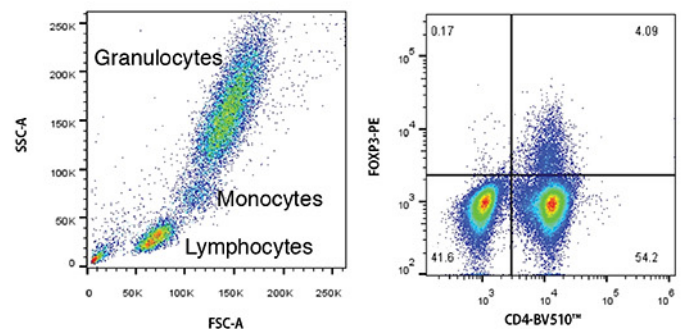 250K
200K
150K
100K
50K
0
SSC-A
Granulocytes
Monocytes
Lymphocytes
0 50K 100K 150K 200K 250K
FSC-A
0.17 4.09
10⁵
10⁴
10³
10²
FOXP3-PE
41.6 54.2
10³ 10⁴ 10⁵ 10⁶
CD4-BV510™